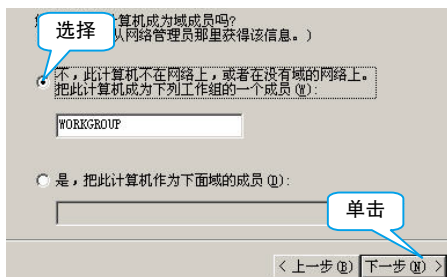 计算机成为域成员吗?
从网络管理员那里获得该信息。)
选择
不，此计算机不在网络上，或者在没有域的网络上。
把此计算机成为下列工作组的一个成员(W):
WORKGROUP
是，把此计算机作为下面域的成员(D):
单击
< 上一步(B) 下一步(N) >